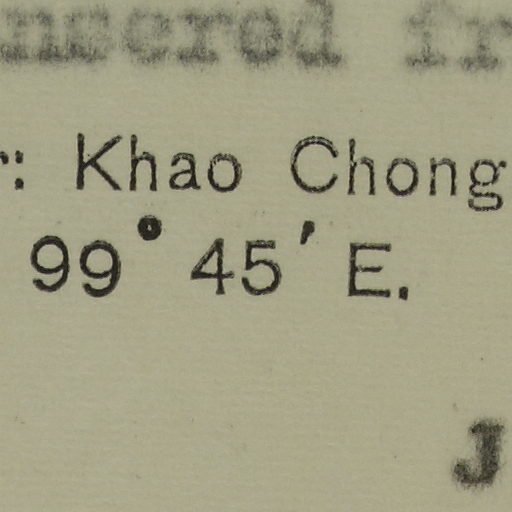 r: Khao Chong
99° 45′ E.
J